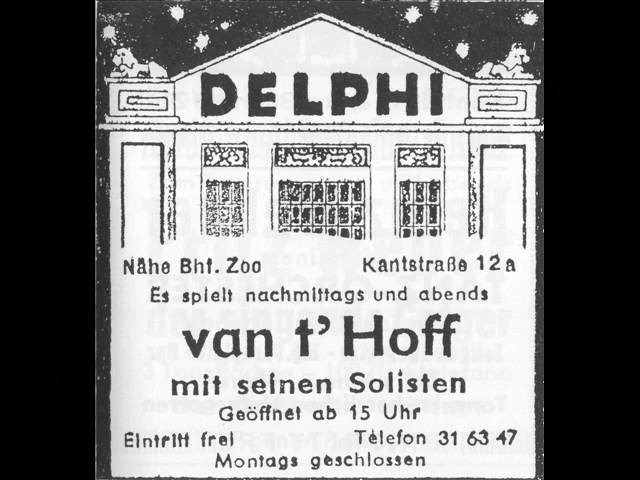 DELPHI
Nähe Bhf. Zoo Kantstraße 12a
Es spielt nachmittags und abends
van t' Hoff
mit seinen Solisten
Geöffnet ab 15 Uhr
Eintritt frei Telefon 31 63 47
Montags geschlossen